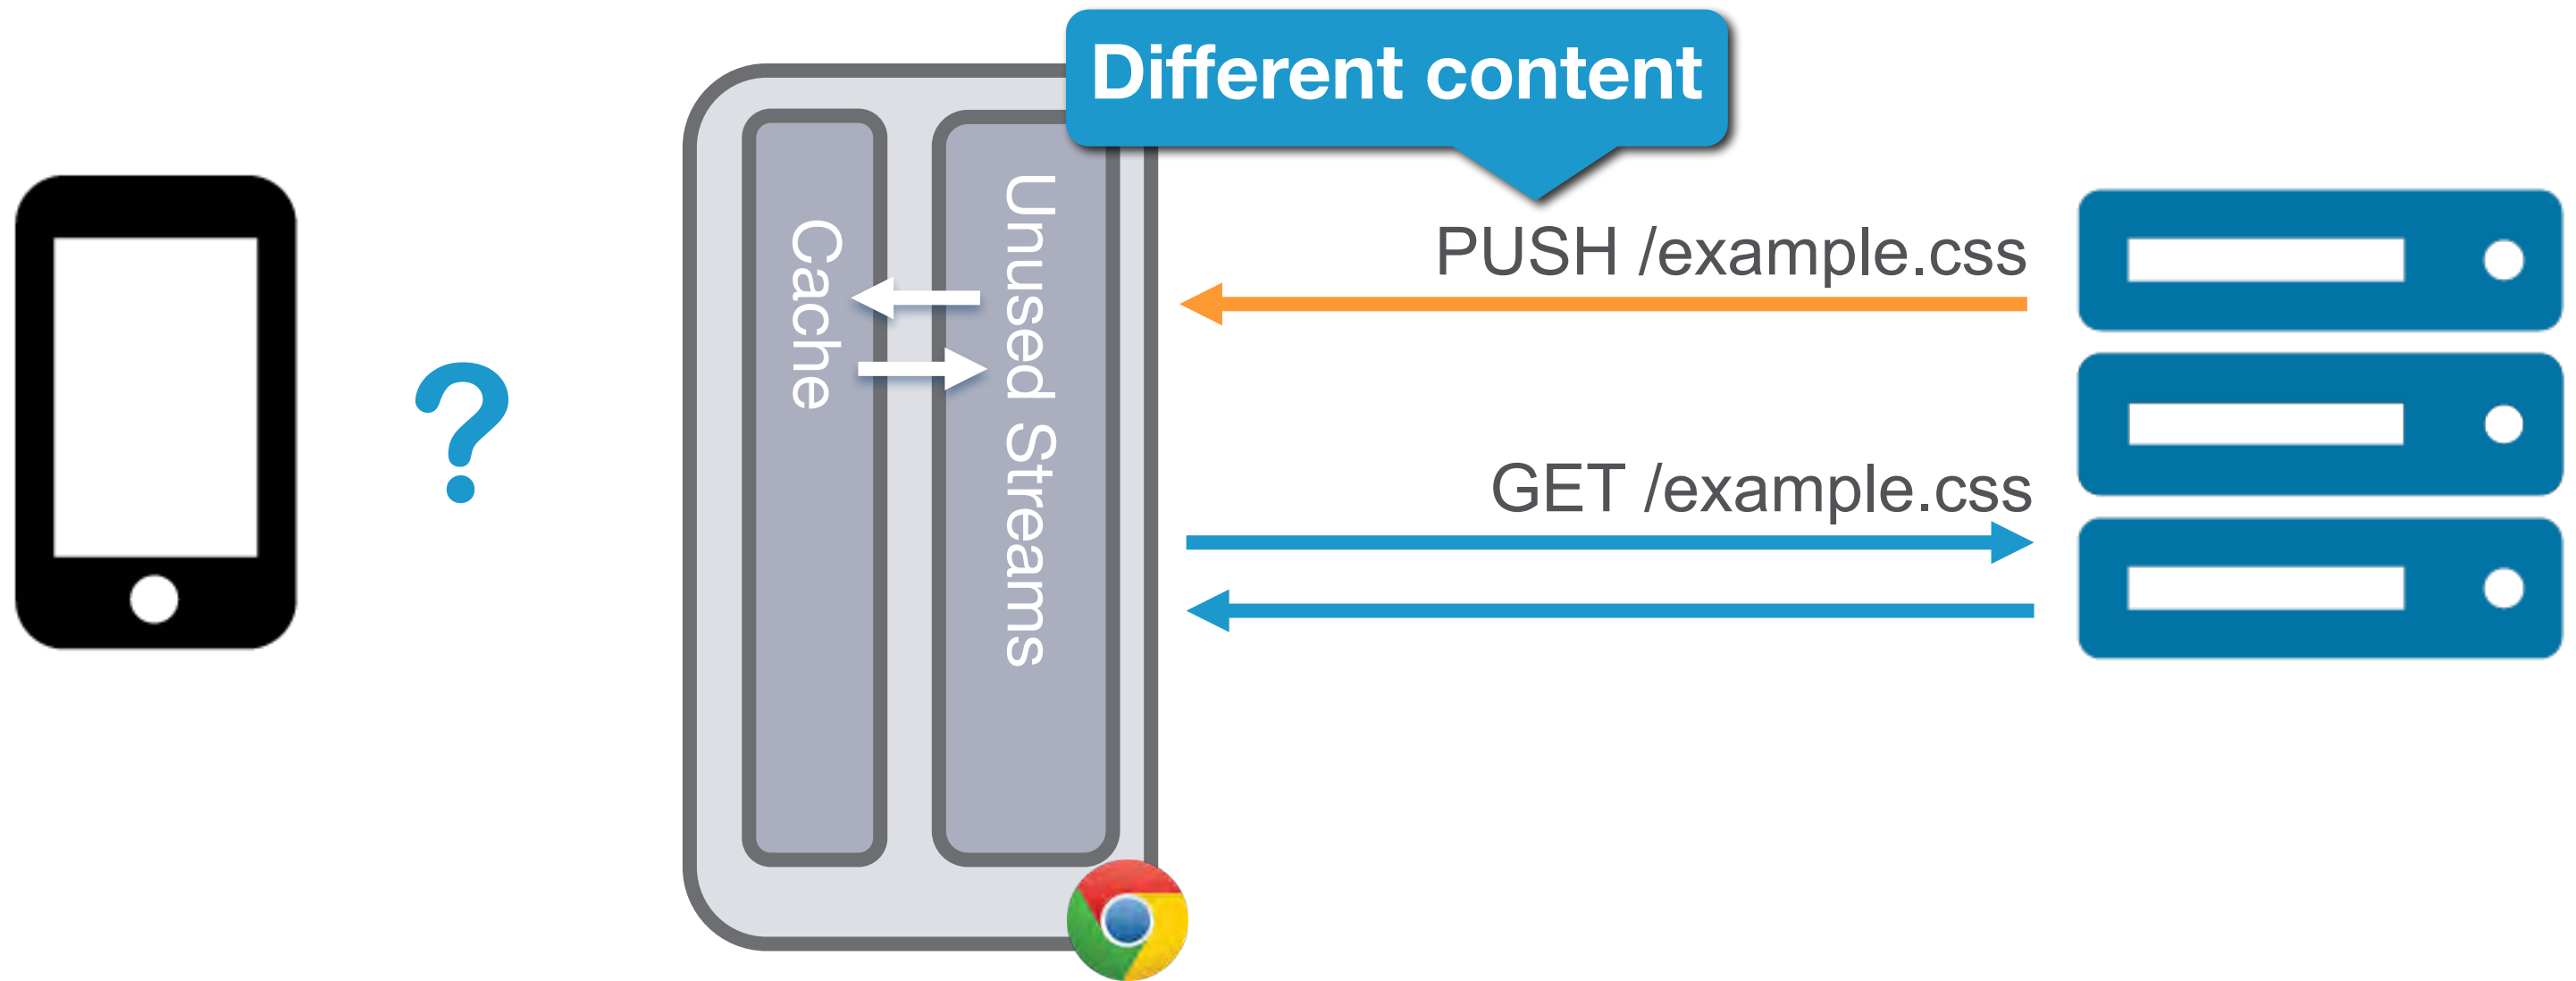 Different content
Cache
Unused Streams
PUSH /example.css
?
GET /example.css